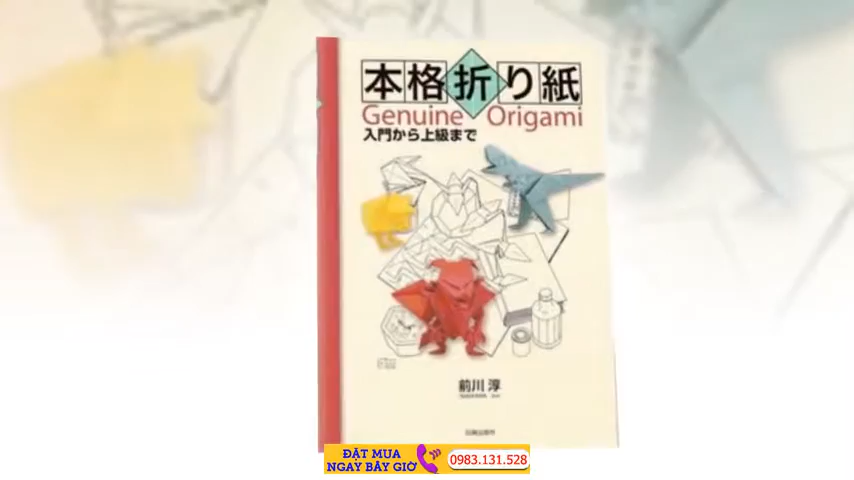 本格折り紙
Genuine Origami
入門から上級まで
前川 淳
ĐẶT MUA
NGAY BÂY GIỜ
0983.131.528